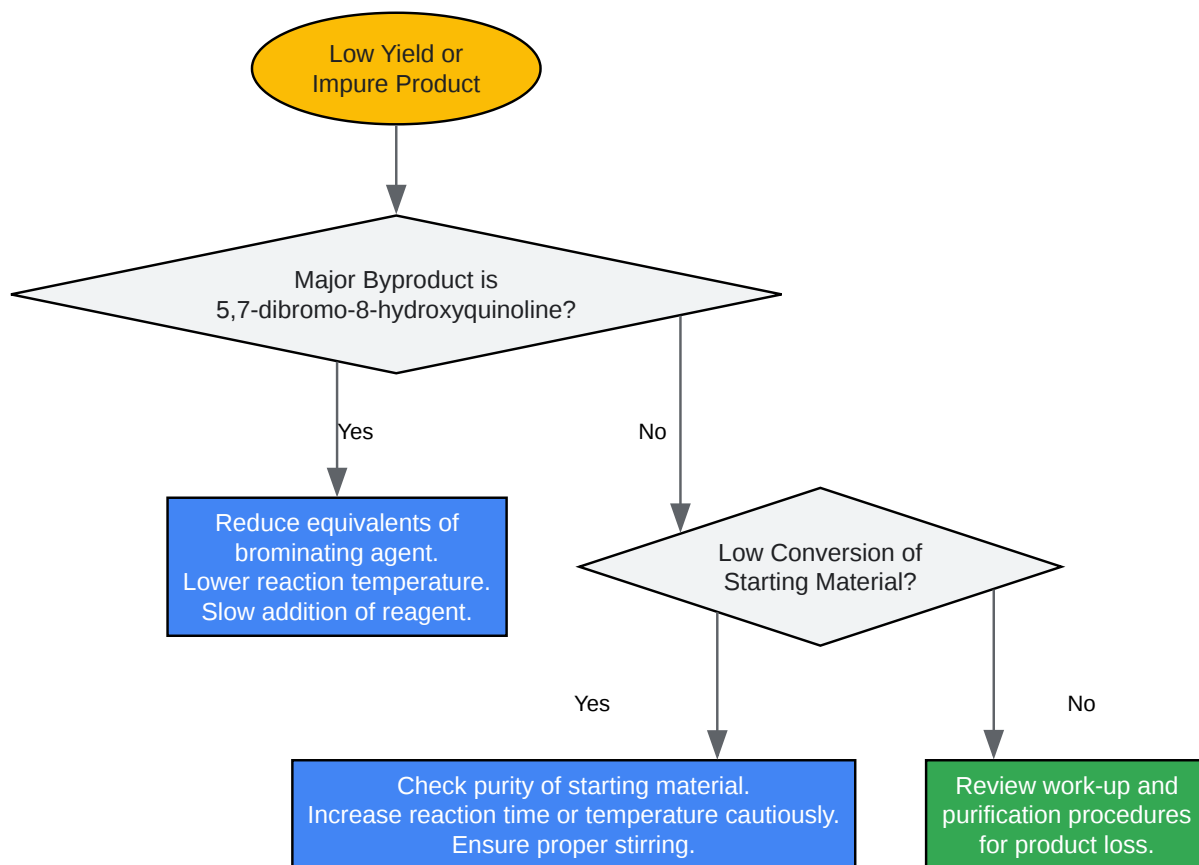 Low Yield or
Impure Product
Major Byproduct is
5,7-dibromo-8-hydroxyquinoline?
Yes
No
Reduce equivalents of
brominating agent.
Lower reaction temperature.
Slow addition of reagent.
Low Conversion of
Starting Material?
Yes
No
Check purity of starting material.
Increase reaction time or temperature cautiously.
Ensure proper stirring.
Review work-up and
purification procedures
for product loss.